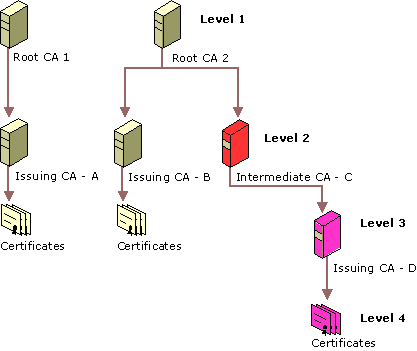 Level 1
Root CA 1
Root CA 2
Level 2
Issuing CA - A
Issuing CA - B
Intermediate CA - C
Level 3
Certificates
Certificates
Issuing CA - D
Level 4
Certificates